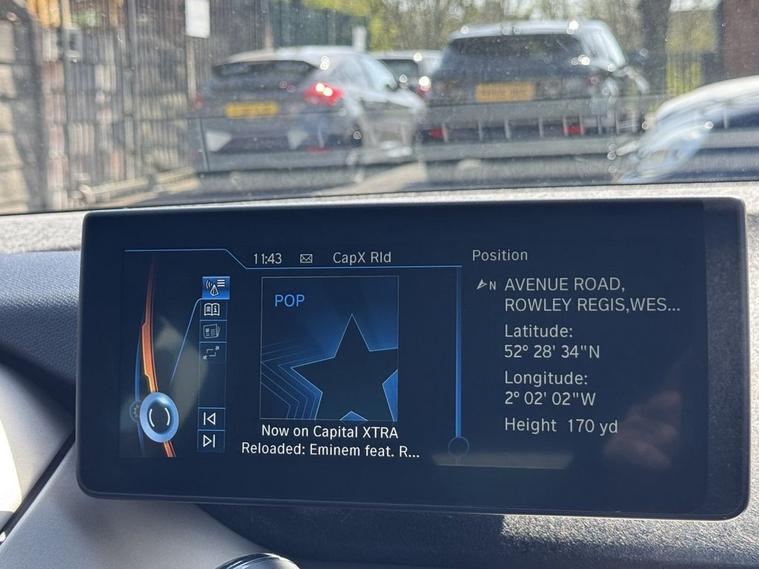 11:43 CapX Rld
POP
Now on Capital XTRA
Reloaded: Eminem feat. R...
Position
N AVENUE ROAD,
ROWLEY REGIS,WES...
Latitude:
52° 28' 34"N
Longitude:
2° 02' 02"W
Height 170 yd